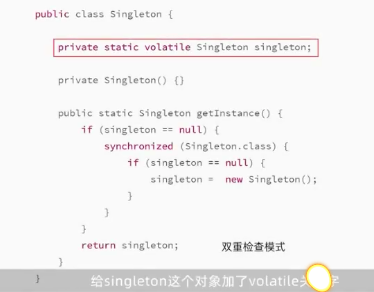 public class Singleton {
private static volatile Singleton singleton;
private Singleton() {}
public static Singleton getInstance() {
if (singleton == null) {
synchronized (Singleton.class) {
if (singleton == null) {
singleton = new Singleton();
}
}
}
return singleton; 双重检查模式
}
}
给singleton这个对象加了volatile关字